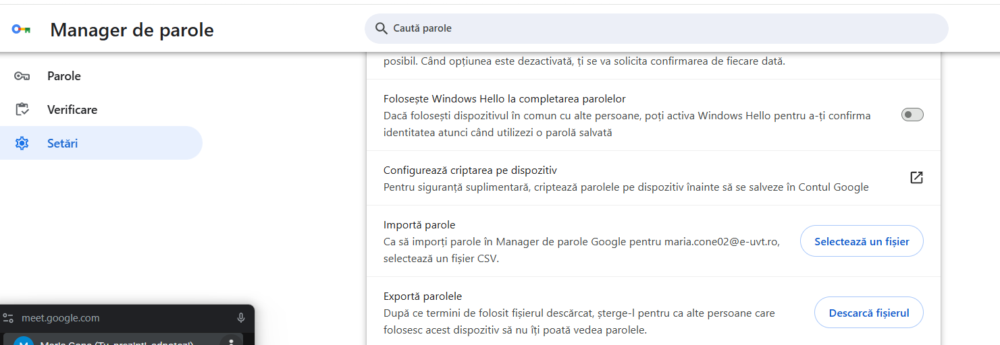 Manager de parole
Caută parole
Parole
Verificare
Setări
posibil. Când opțiunea este dezactivată, ți se va solicita confirmarea de fiecare dată.
Folosește Windows Hello la completarea parolelor
Dacă folosești dispozitivul în comun cu alte persoane, poți activa Windows Hello pentru a-ți confirma
identitatea atunci când utilizezi o parolă salvată
Configurează criptarea pe dispozitiv
Pentru siguranță suplimentară, criptează parolele pe dispozitiv înainte să se salveze în Contul Google
Importă parole
Ca să imporți parole în Manager de parole Google pentru maria.cone02@e-uvt.ro,
selectează un fișier CSV.
Selectează un fișier
Exportă parolele
După ce termini de folosit fișierul descărcat, șterge-l pentru ca alte persoane care
folosesc acest dispozitiv să nu îți poată vedea parolele.
Descarcă fișierul
meet.google.com
M
Maria Cone (Tu, prezinți, adnotezi)